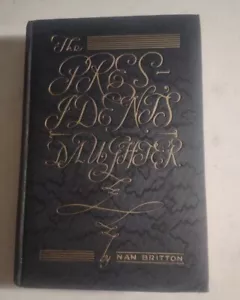 The
PRES-
IDENT'S
DAUGHTER
by NAN BRITTON